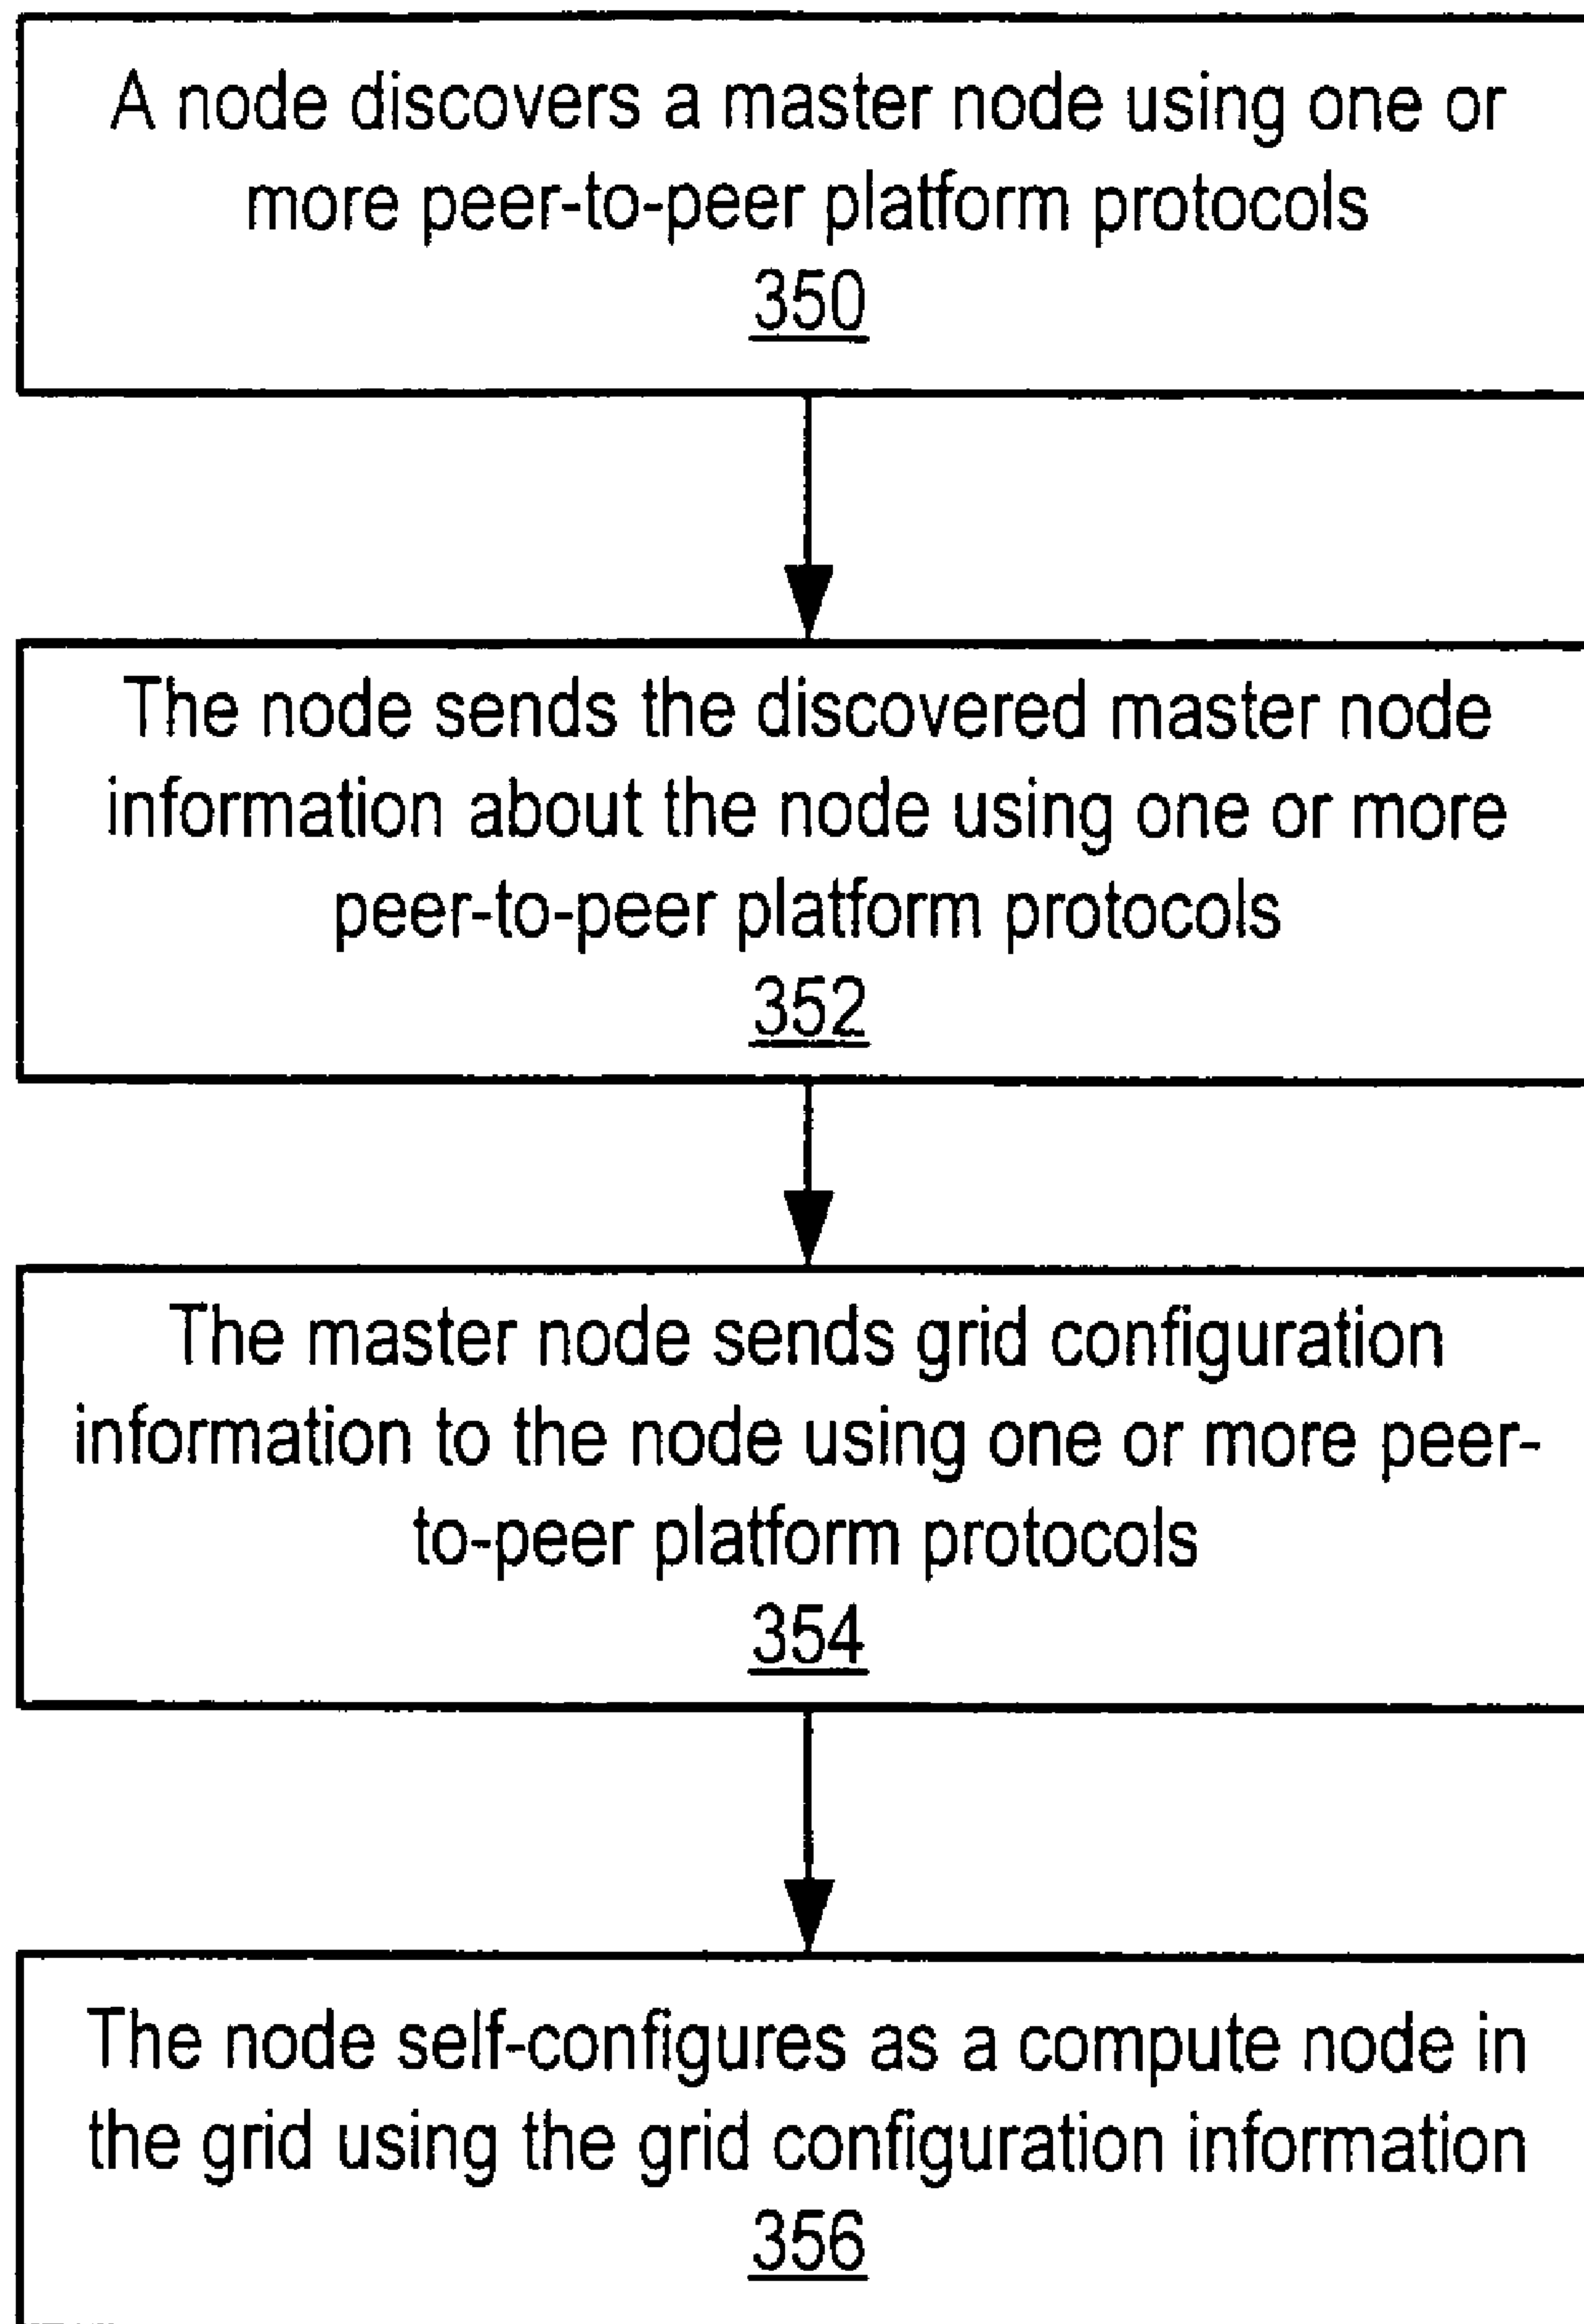 A node discovers a master node using one or
more peer-to-peer platform protocols
350
The node sends the discovered master node
information about the node using one or more
peer-to-peer platform protocols
352
The master node sends grid configuration
information to the node using one or more peer-
to-peer platform protocols
354
The node self-configures as a compute node in
the grid using the grid configuration information
356